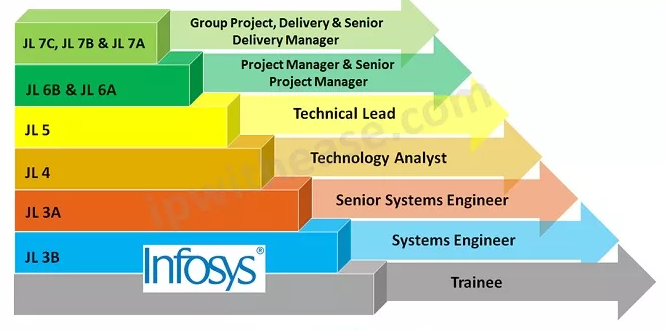 JL 7C, JL 7B & JL 7A
Group Project, Delivery & Senior
Delivery Manager
JL 6B & JL 6A
Project Manager & Senior
Project Manager
JL 5
Technical Lead
JL 4
Technology Analyst
JL 3A
Senior Systems Engineer
JL 3B
Infosys®
Systems Engineer
Trainee
ipwithease.com